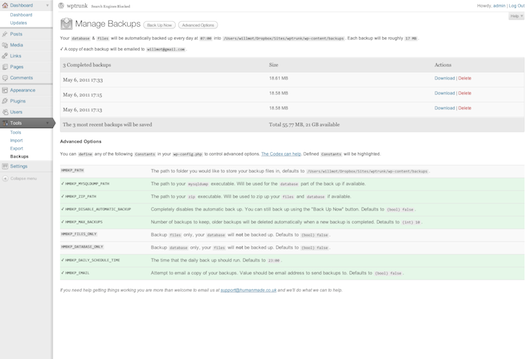 Dashboard
wptrunk Search Engines Blocked
Howdy, admin | Log Out
Dashboard
Updates
Manage Backups Back Up Now Advanced Options
Help
Posts
Your database & files will be automatically backed up every day at to /Users/willmot/Dropbox/Sites/wptrunk/wp-content/backups. Each backup will be roughly 17 MB.
Media
✓ A copy of each backup will be emailed to
Links
Pages
3 Completed backups Size Actions
Comments
May 6, 2011 17:33 18.61 MB Download | Delete
Appearance
May 6, 2011 17:15 18.58 MB Download | Delete
Plugins
May 6, 2011 17:13 18.58 MB Download | Delete
Users
Tools
The 3 most recent backups will be saved Total 55.77 MB, 21 GB available
Tools
Import
Export
Backups
Advanced Options
You can define any of the following Constants in your wp-config.php to control advanced options. The Codex can help. Defined Constants will be highlighted.
Settings
Collapse menu
HMBKP_PATH The path to folder you would like to store your backup files in, defaults to /Users/willmot/Dropbox/Sites/wptrunk/wp-content/backups
✓ HMBKP_MYSQLDUMP_PATH The path to your mysqldump executable. Will be used for the database part of the back up if available.
✓ HMBKP_ZIP_PATH The path to your zip executable. Will be used to zip up your files and database if available.
✓ HMBKP_DISABLE_AUTOMATIC_BACKUP Completely disables the automatic back up. You can still back up using the "Back Up Now" button. Defaults to (bool) false.
✓ HMBKP_MAX_BACKUPS Number of backups to keep, older backups will be deleted automatically when a new backup is completed. Defaults to (int) 10.
HMBKP_FILES_ONLY Backup files only, your database will not be backed up. Defaults to (bool) false.
HMBKP_DATABASE_ONLY Backup database only, your files will not be backed up. Defaults to (bool) false.
✓ HMBKP_DAILY_SCHEDULE_TIME The time that the daily back up should run. Defaults to 23:00.
✓ HMBKP_EMAIL Attempt to email a copy of your backups. Value should be email address to send backups to. Defaults to (bool) false.
If you need help getting things working you are more than welcome to email us at support@humanmade.co.uk and we'll do what we can to help.